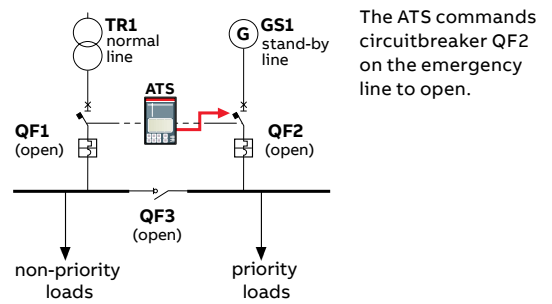 TR1
normal
line
G
GS1
stand-by
line
The ATS commands
circuitbreaker QF2
on the emergency
line to open.
ATS
QF1
(open)
QF2
(open)
QF3
(open)
non-priority
loads
priority
loads